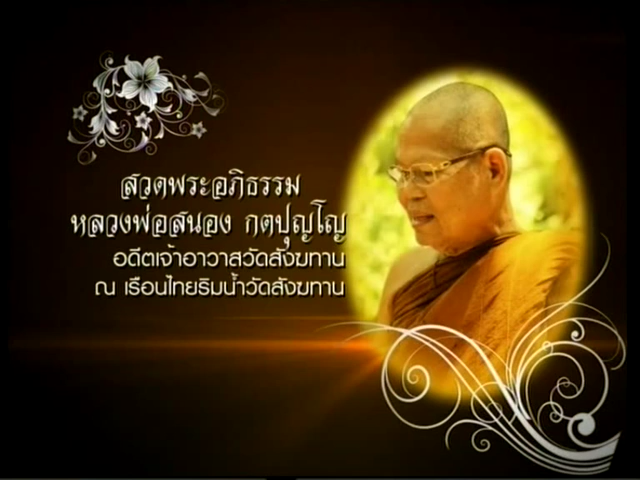 สวดพระอภิธรรม
หลวงพ่อสนอง กตปุญโญ
อดีตเจ้าอาวาสวัดสังฆทาน
ณ เรือนไทยริมน้ำวัดสังฆทาน